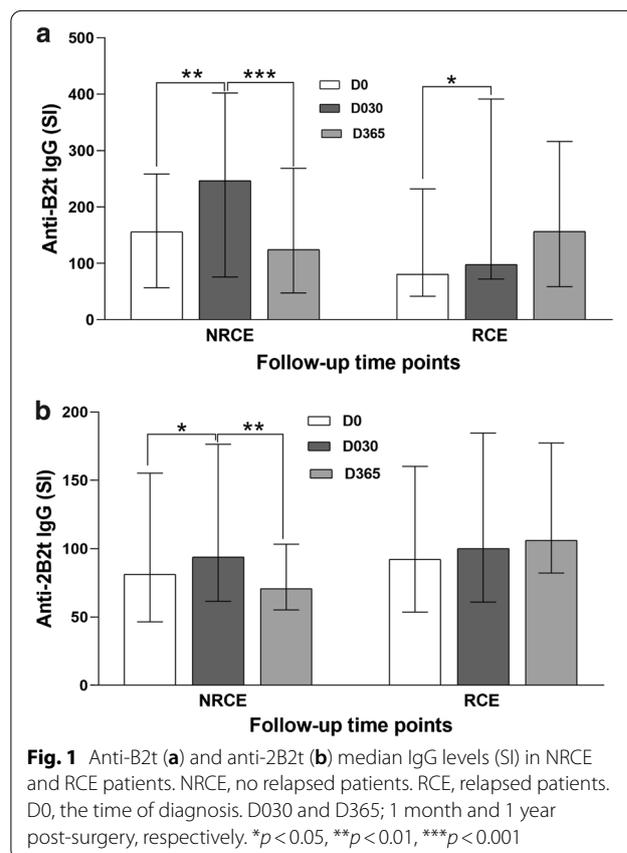 a
500
400
300
200
100
0
Anti-B2t IgG (SI)
** *** *
D0
D030
D365
NRCE RCE
Follow-up time points
b
200
150
100
50
0
Anti-2B2t IgG (SI)
* **
D0
D030
D365
NRCE RCE
Follow-up time points
Fig. 1 Anti-B2t (a) and anti-2B2t (b) median IgG levels (SI) in NRCE
and RCE patients. NRCE, no relapsed patients. RCE, relapsed patients.
D0, the time of diagnosis. D030 and D365; 1 month and 1 year
post-surgery, respectively. *p < 0.05, **p < 0.01, ***p < 0.001